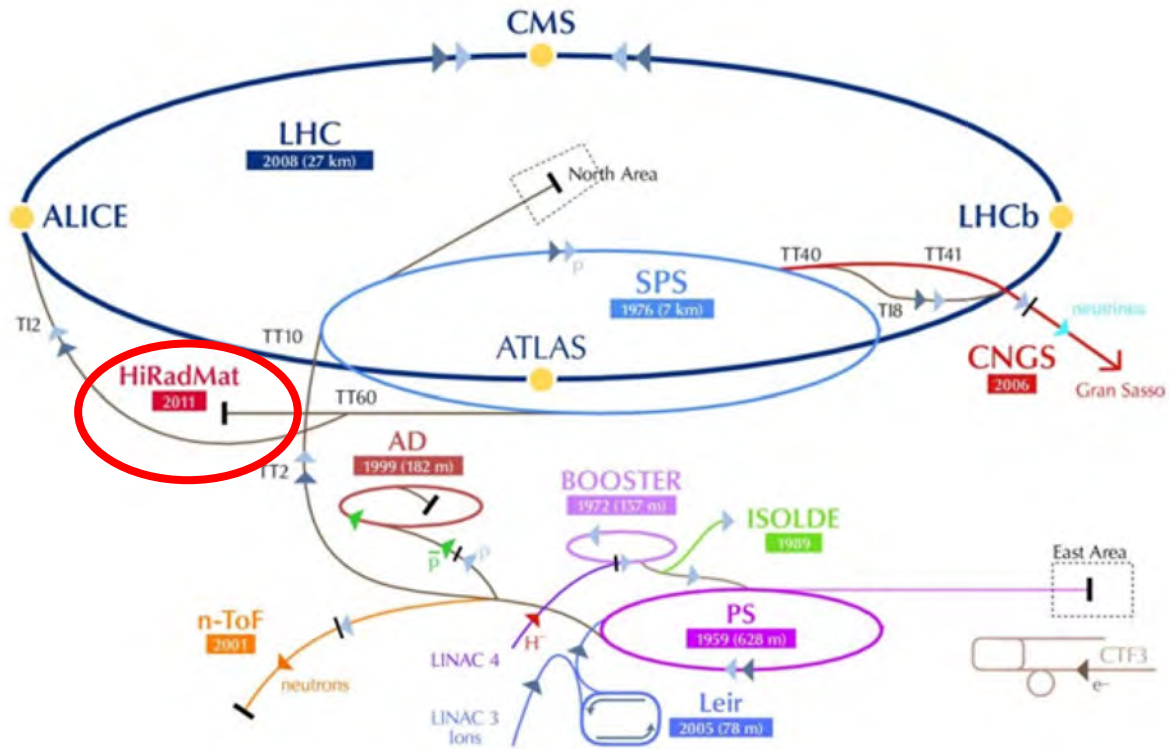 CMS
LHC
2008 (27 km)
North Area
ALICE
LHCb
TT40
TT41
p
SPS
1976 (7 km)
TI8
neutrinos
TI2
TT10
ATLAS
CNGS
2006
Gran Sasso
HiRadMat
2011
TT60
AD
1999 (182 m)
TT2
BOOSTER
1972 (157 m)
ISOLDE
1989
p
p
East Area
n-ToF
2001
PS
1959 (628 m)
H-
LINAC 4
neutrons
CTF3
e-
LINAC 3
Ions
Leir
2005 (78 m)